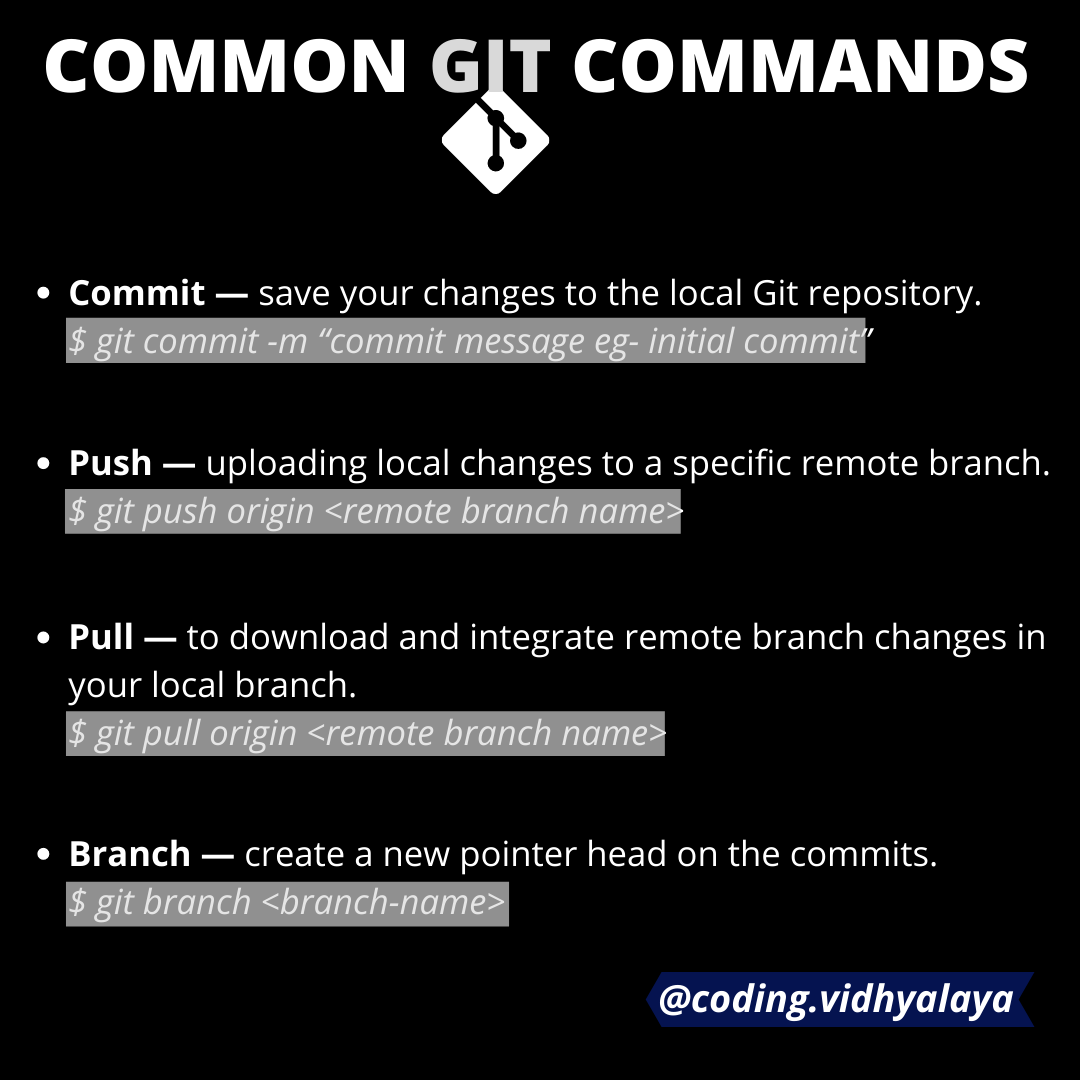 COMMON GIT COMMANDS
• Commit — save your changes to the local Git repository.
$ git commit -m “commit message eg- initial commit”
• Push — uploading local changes to a specific remote branch.
$ git push origin <remote branch name>
• Pull — to download and integrate remote branch changes in
your local branch.
$ git pull origin <remote branch name>
• Branch — create a new pointer head on the commits.
$ git branch <branch-name>
@coding.vidhyalaya